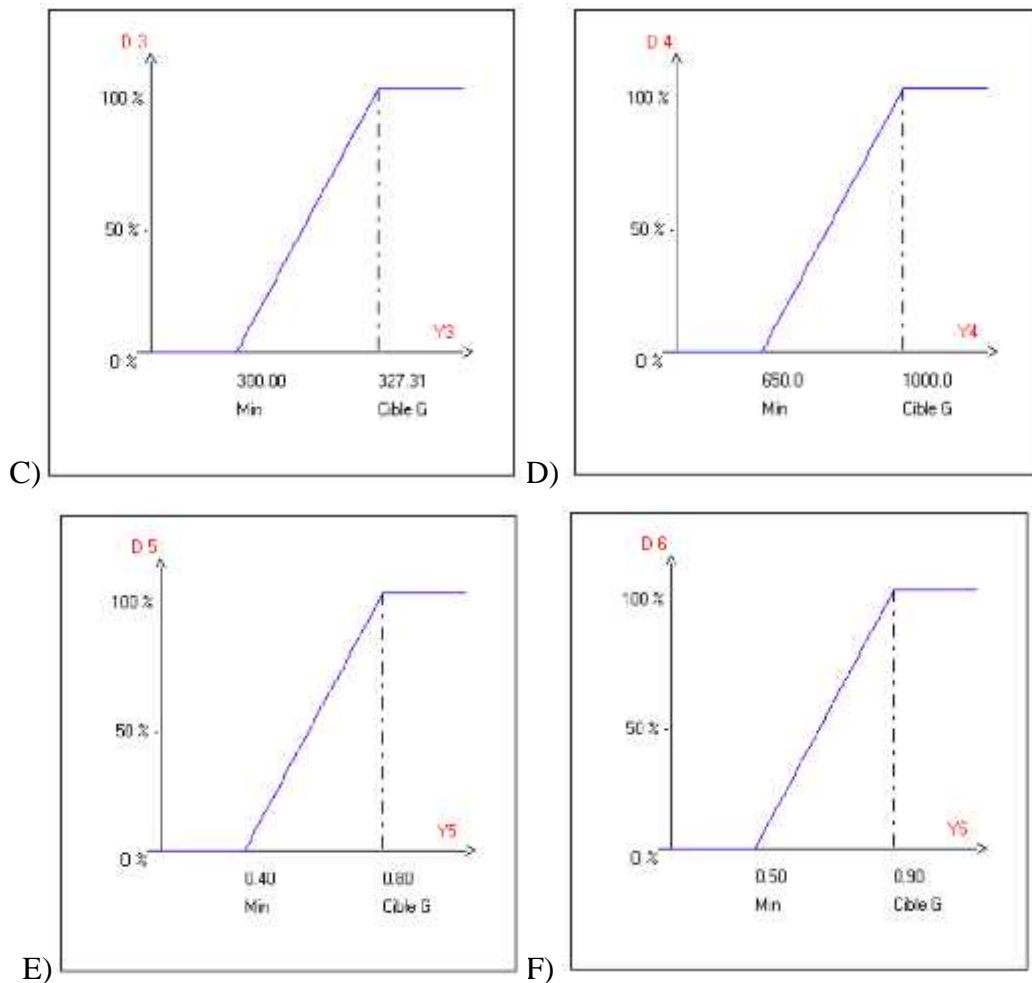 D 3
100 %
50 %
0 %
Y3
300.00
327.31
Min
Cible G
C)
D 4
100 %
50 %
0 %
Y4
650.0
1000.0
Min
Cible G
D)
D 5
100 %
50 %
0 %
Y5
0.40
0.80
Min
Cible G
E)
D 6
100 %
50 %
0 %
Y6
0.50
0.90
Min
Cible G
F)